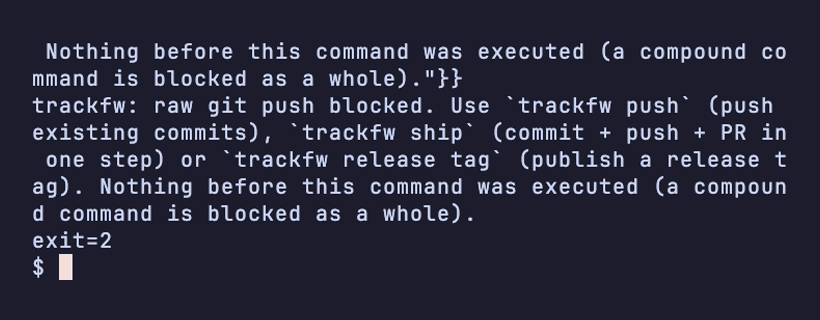 Nothing before this command was executed (a compound co
mmand is blocked as a whole)."}}
trackfw: raw git push blocked. Use `trackfw push` (push
existing commits), `trackfw ship` (commit + push + PR in
 one step) or `trackfw release tag` (publish a release t
ag). Nothing before this command was executed (a compoun
d command is blocked as a whole).
exit=2
$